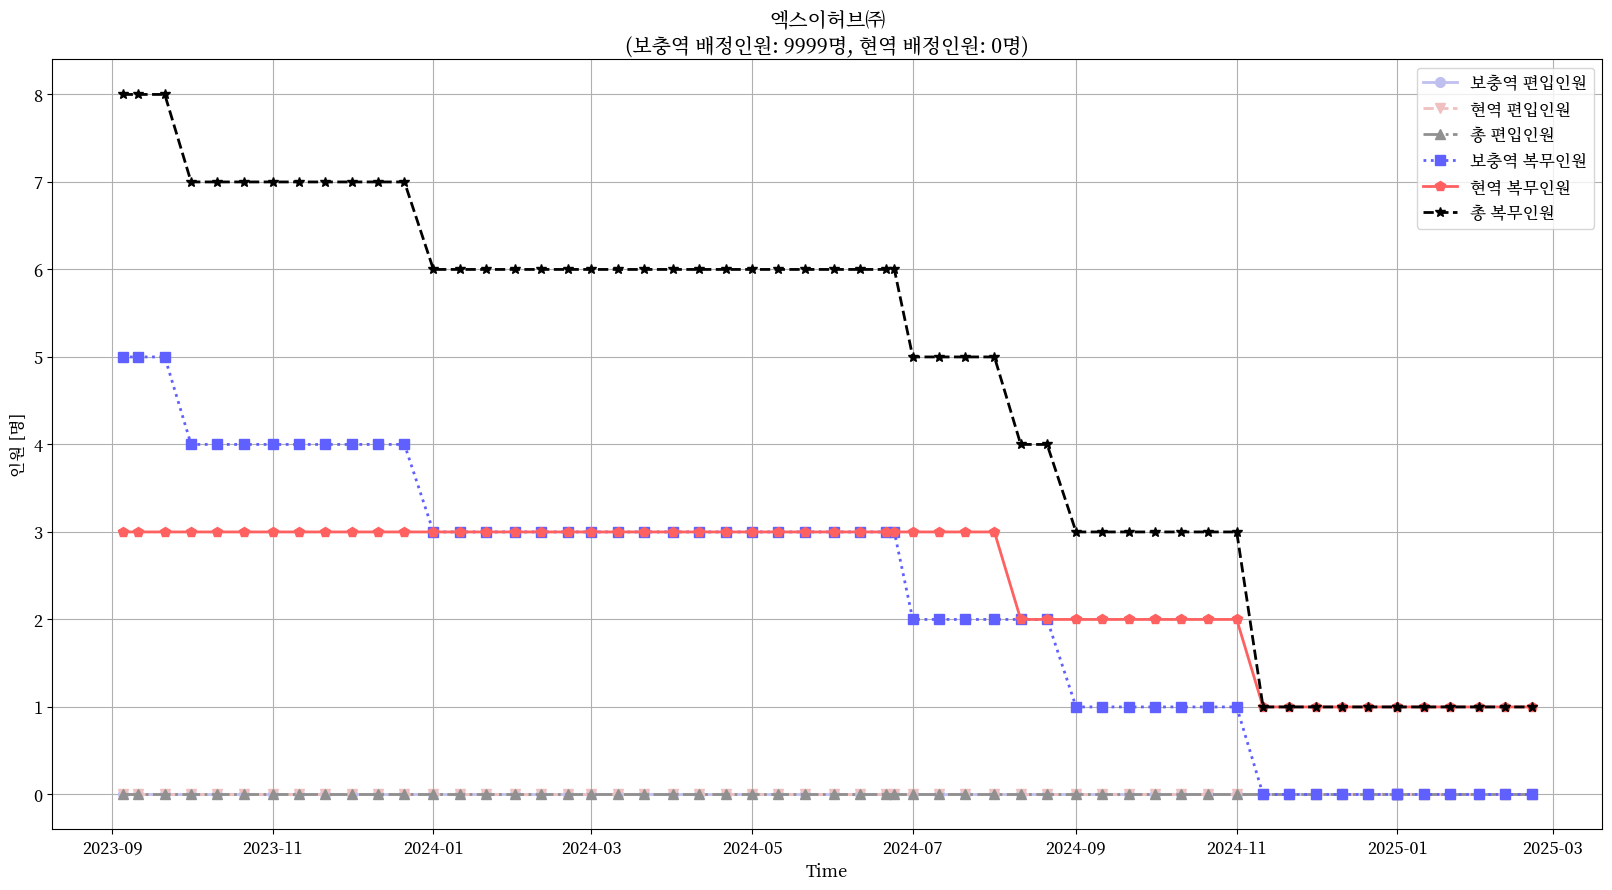 엑스이허브㈜
(보충역 배정인원: 9999명, 현역 배정인원: 0명)
보충역 편입인원
현역 편입인원
총 편입인원
보충역 복무인원
현역 복무인원
총 복무인원
인원 [명]
8
7
6
5
4
3
2
1
0
2023-09
2023-11
2024-01
2024-03
2024-05
2024-07
2024-09
2024-11
2025-01
2025-03
Time